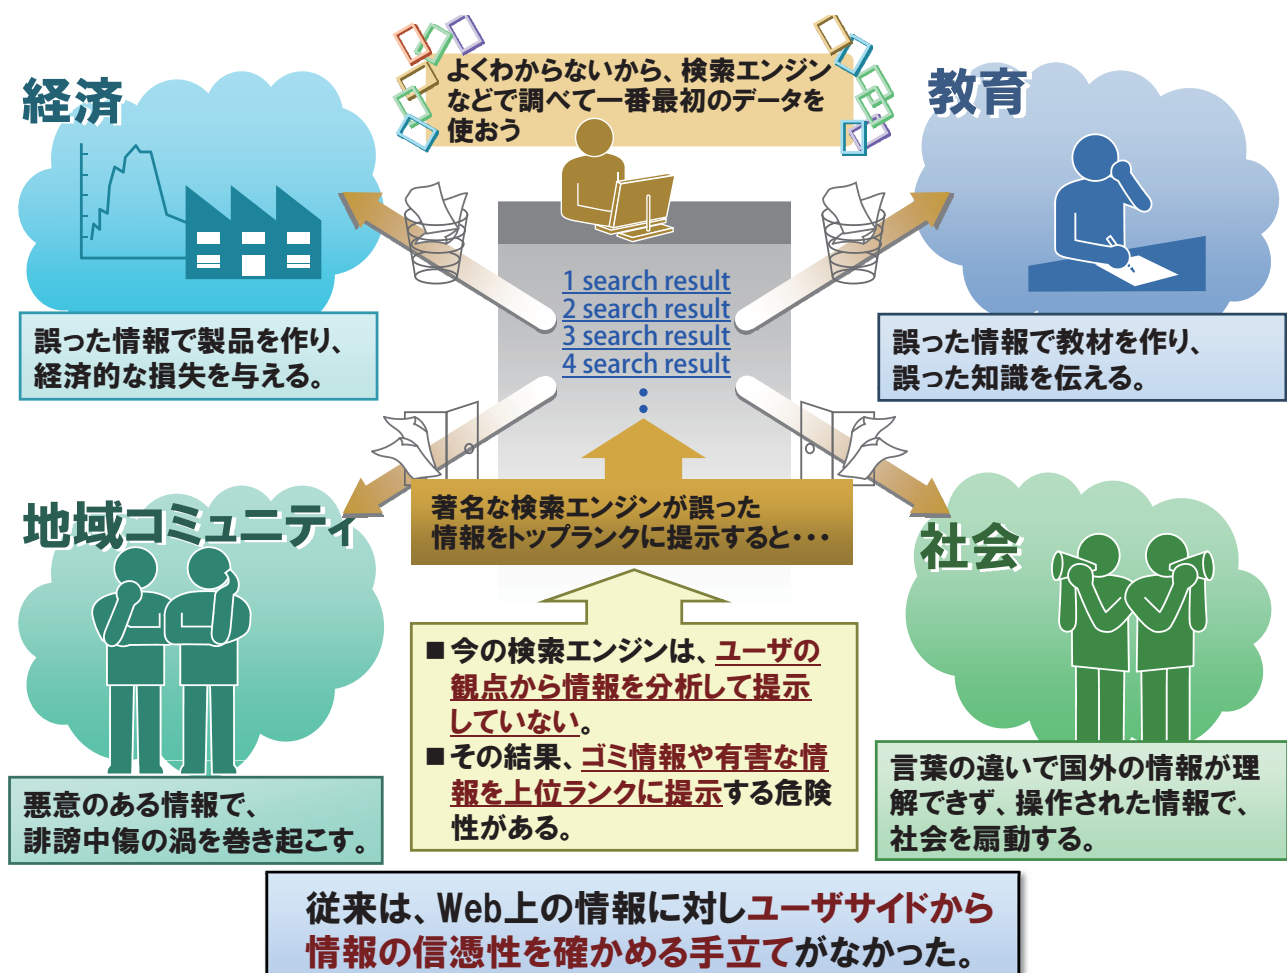 よくわからないから、検索エンジン
などで調べて一番最初のデータを
使おう
経済
誤った情報で製品を作り、
経済的な損失を与える。
教育
誤った情報で教材を作り、
誤った知識を伝える。
1 search result
2 search result
3 search result
4 search result
著名な検索エンジンが誤った
情報をトップランクに提示すると・・・
地域コミュニティ
悪意のある情報で、
誹謗中傷の渦を巻き起こす。
社会
言葉の違いで国外の情報が理
解できず、操作された情報で、
社会を扇動する。
■今の検索エンジンは、ユーザの
観点から情報を分析して提示
していない。
■その結果、ゴミ情報や有害な情
報を上位ランクに提示する危険
性がある。
従来は、Web上の情報に対しユーザサイドから
情報の信憑性を確かめる手立てがなかった。